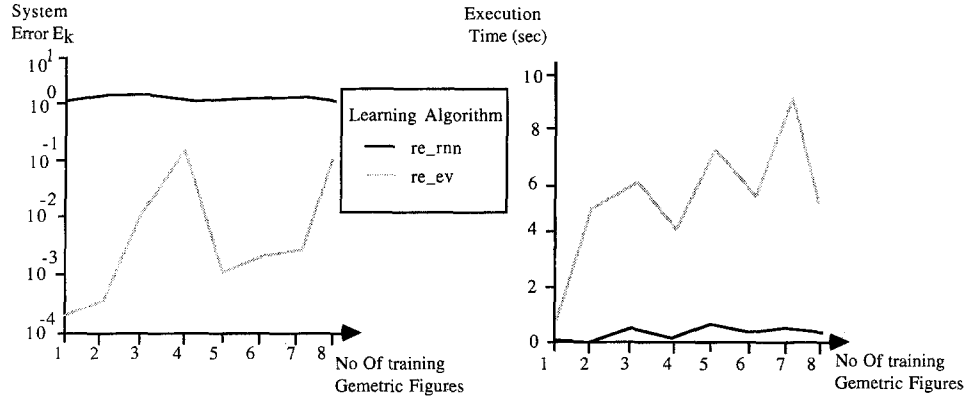 System
Error Ek
10^1
10^0
10^-1
10^-2
10^-3
10^-4
1 2 3 4 5 6 7 8
No Of training
Gemetric Figures
Learning Algorithm
re_rnn
re_ev
Execution
Time (sec)
10
8
6
4
2
0
1 2 3 4 5 6 7 8
No Of training
Gemetric Figures